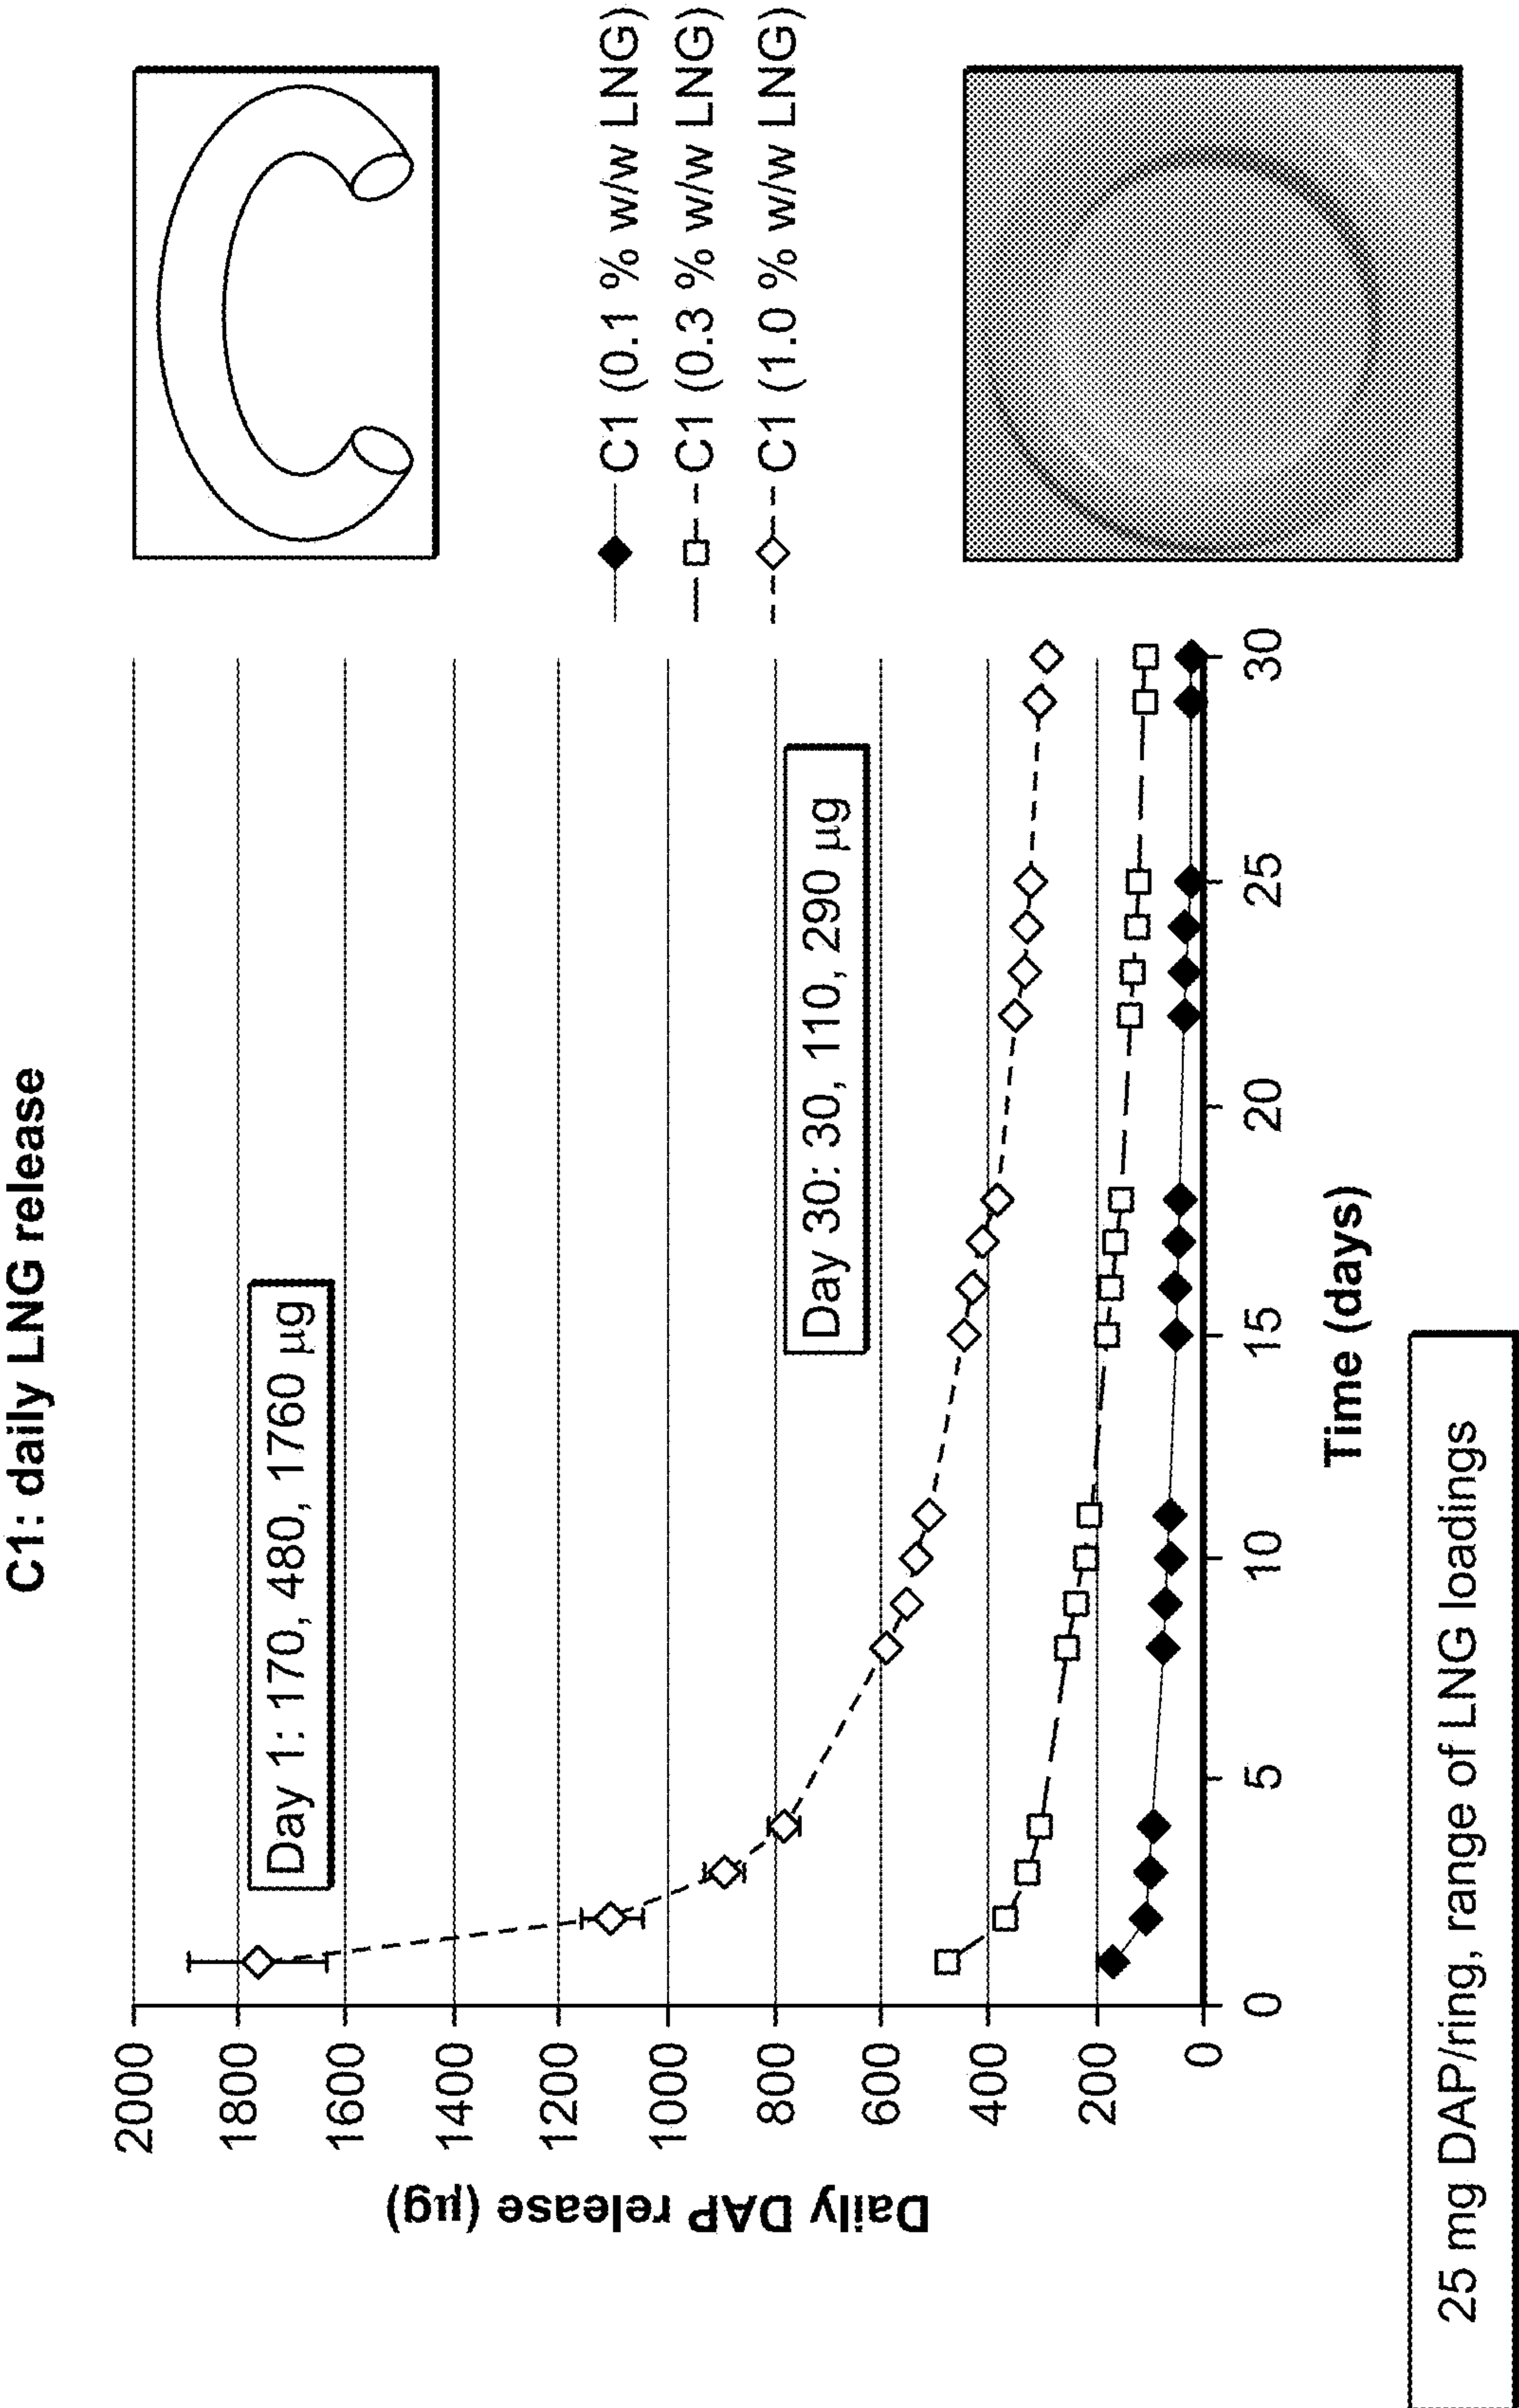 C1: daily LNG release
Daily DAP release (µg)
2000
1800
1600
1400
1200
1000
800
600
400
200
0
Day 1: 170, 480, 1760 µg
Day 30: 30, 110, 290 µg
0 5 10 15 20 25 30
Time (days)
C1 (0.1 % w/w LNG)
C1 (0.3 % w/w LNG)
C1 (1.0 % w/w LNG)
25 mg DAP/ring, range of LNG loadings